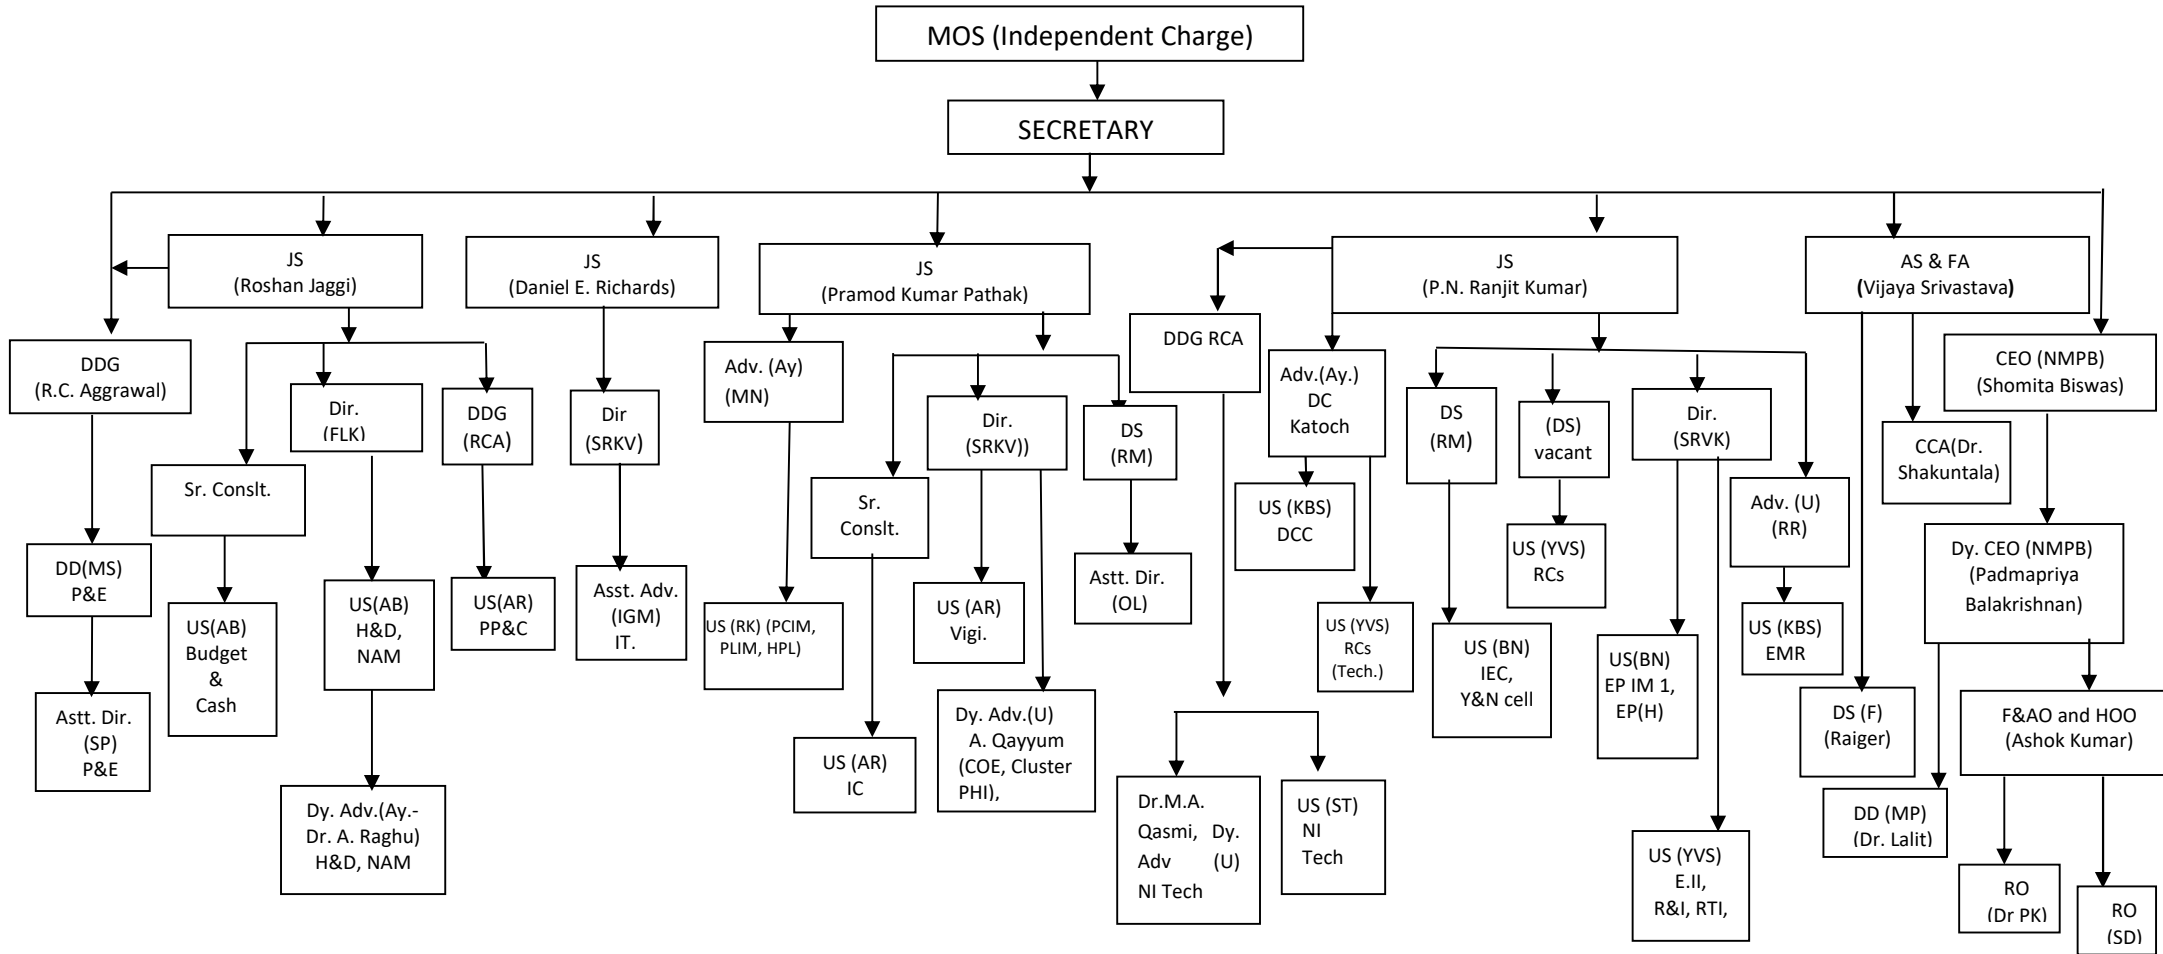 MOS (Independent Charge)
SECRETARY
JS
(Roshan Jaggi)
JS
(Daniel E. Richards)
JS
(Pramod Kumar Pathak)
JS
(P.N. Ranjit Kumar)
AS & FA
(Vijaya Srivastava)
DDG
(R.C. Aggrawal)
Sr. Conslt.
Dir.
(FLK)
DDG
(RCA)
Dir
(SRKV)
Adv. (Ay)
(MN)
Sr.
Conslt.
Dir.
(SRKV))
DS
(RM)
DDG RCA
Adv.(Ay.)
DC
Katoch
DS
(RM)
(DS)
vacant
Dir.
(SRVK)
Adv. (U)
(RR)
CCA(Dr.
Shakuntala)
CEO (NMPB)
(Shomita Biswas)
DD(MS)
P&E
US(AB)
Budget
&
Cash
US(AB)
H&D,
NAM
US(AR)
PP&C
Asst. Adv.
(IGM)
IT.
US (RK) (PCIM,
PLIM, HPL)
US (AR)
Vigi.
Astt. Dir.
(OL)
US (KBS)
DCC
US (YVS)
RCs
(Tech.)
US (BN)
IEC,
Y&N cell
US (YVS)
RCs
US(BN)
EP IM 1,
EP(H)
US (KBS)
EMR
Dy. CEO (NMPB)
(Padmapriya
Balakrishnan)
Astt. Dir.
(SP)
P&E
Dy. Adv.(Ay.-
Dr. A. Raghu)
H&D, NAM
US (AR)
IC
Dy. Adv.(U)
A. Qayyum
(COE, Cluster
PHI),
Dr.M.A.
Qasmi, Dy.
Adv (U)
NI Tech
US (ST)
NI
Tech
US (YVS)
E.II,
R&I, RTI,
DS (F)
(Raiger)
DD (MP)
(Dr. Lalit)
F&AO and HOO
(Ashok Kumar)
RO
(Dr PK)
RO
(SD)